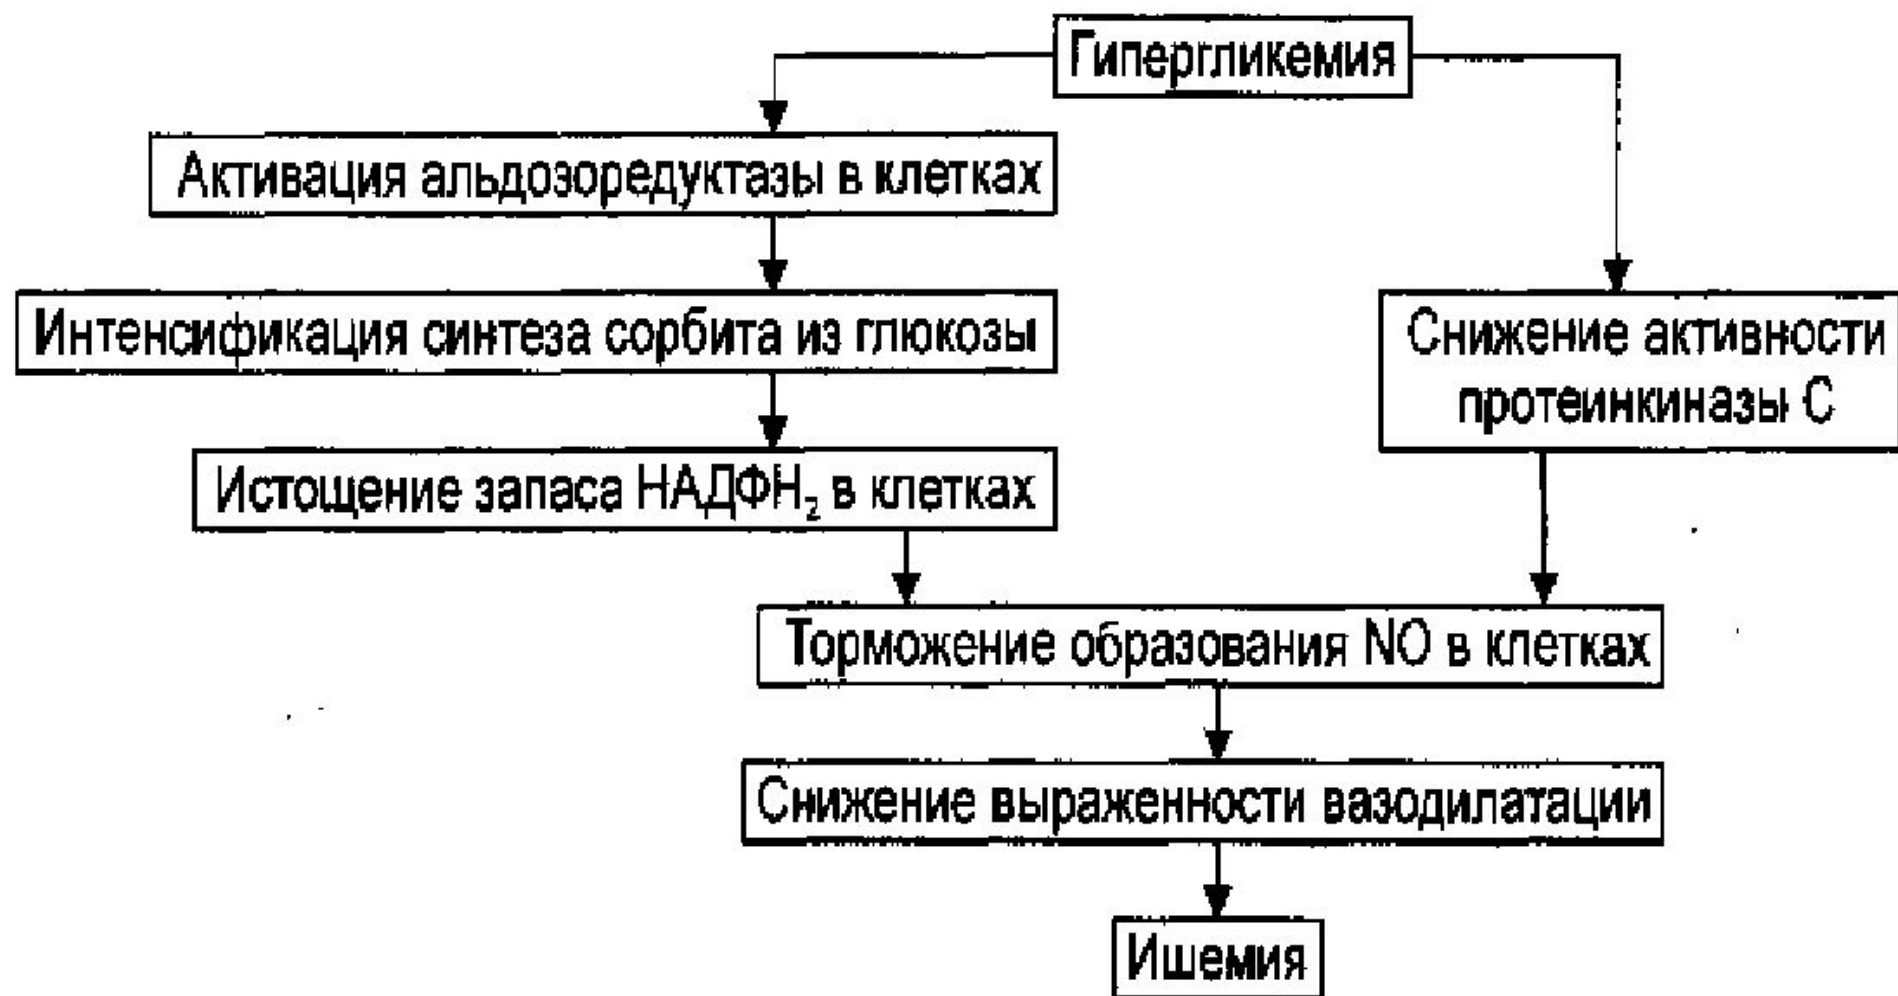 Гипергликемия
Активация альдозоредуктазы в клетках
Интенсификация синтеза сорбита из глюкозы
Снижение активности
протеинкиназы С
Истощение запаса НАДФН₂ в клетках
Торможение образования NO в клетках
Снижение выраженности вазодилатации
Ишемия